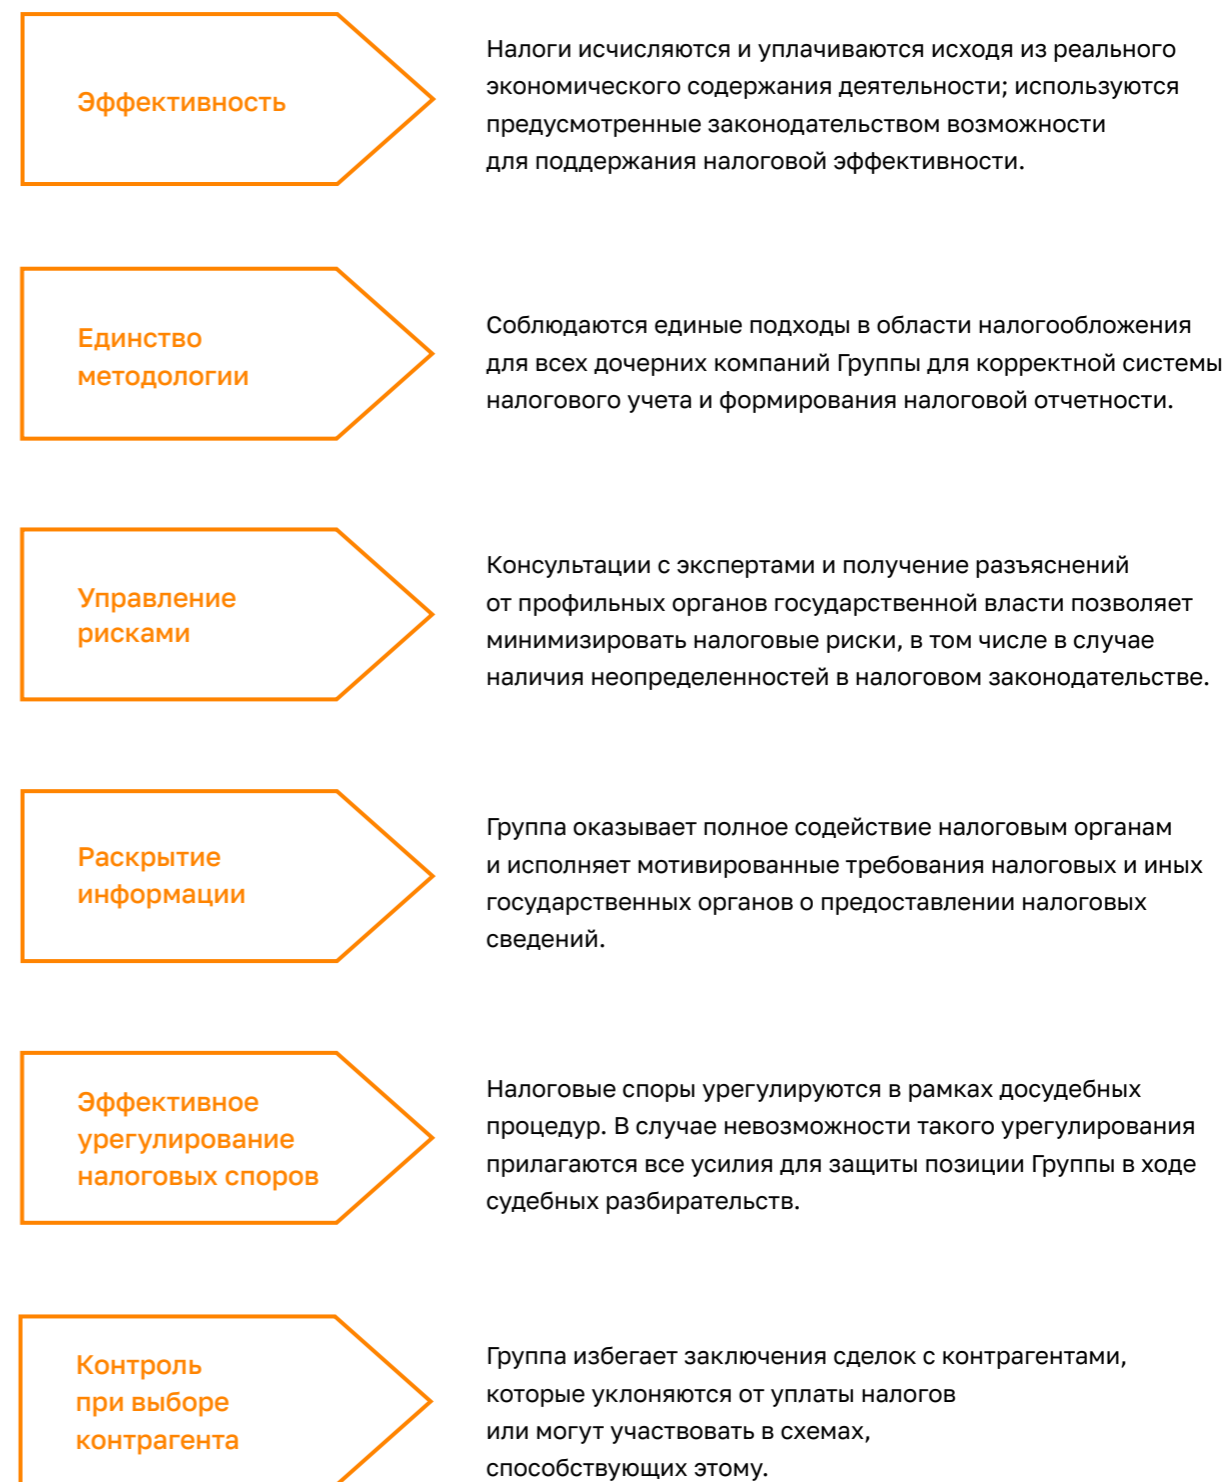 Эффективность
Налоги исчисляются и уплачиваются исходя из реального
экономического содержания деятельности; используются
предусмотренные законодательством возможности
для поддержания налоговой эффективности.
Единство
методологии
Соблюдаются единые подходы в области налогообложения
для всех дочерних компаний Группы для корректной системы
налогового учета и формирования налоговой отчетности.
Управление
рисками
Консультации с экспертами и получение разъяснений
от профильных органов государственной власти позволяет
минимизировать налоговые риски, в том числе в случае
наличия неопределенностей в налоговом законодательстве.
Раскрытие
информации
Группа оказывает полное содействие налоговым органам
и исполняет мотивированные требования налоговых и иных
государственных органов о предоставлении налоговых
сведений.
Эффективное
урегулирование
налоговых споров
Налоговые споры урегулируются в рамках досудебных
процедур. В случае невозможности такого урегулирования
прилагаются все усилия для защиты позиции Группы в ходе
судебных разбирательств.
Контроль
при выборе
контрагента
Группа избегает заключения сделок с контрагентами,
которые уклоняются от уплаты налогов
или могут участвовать в схемах,
способствующих этому.